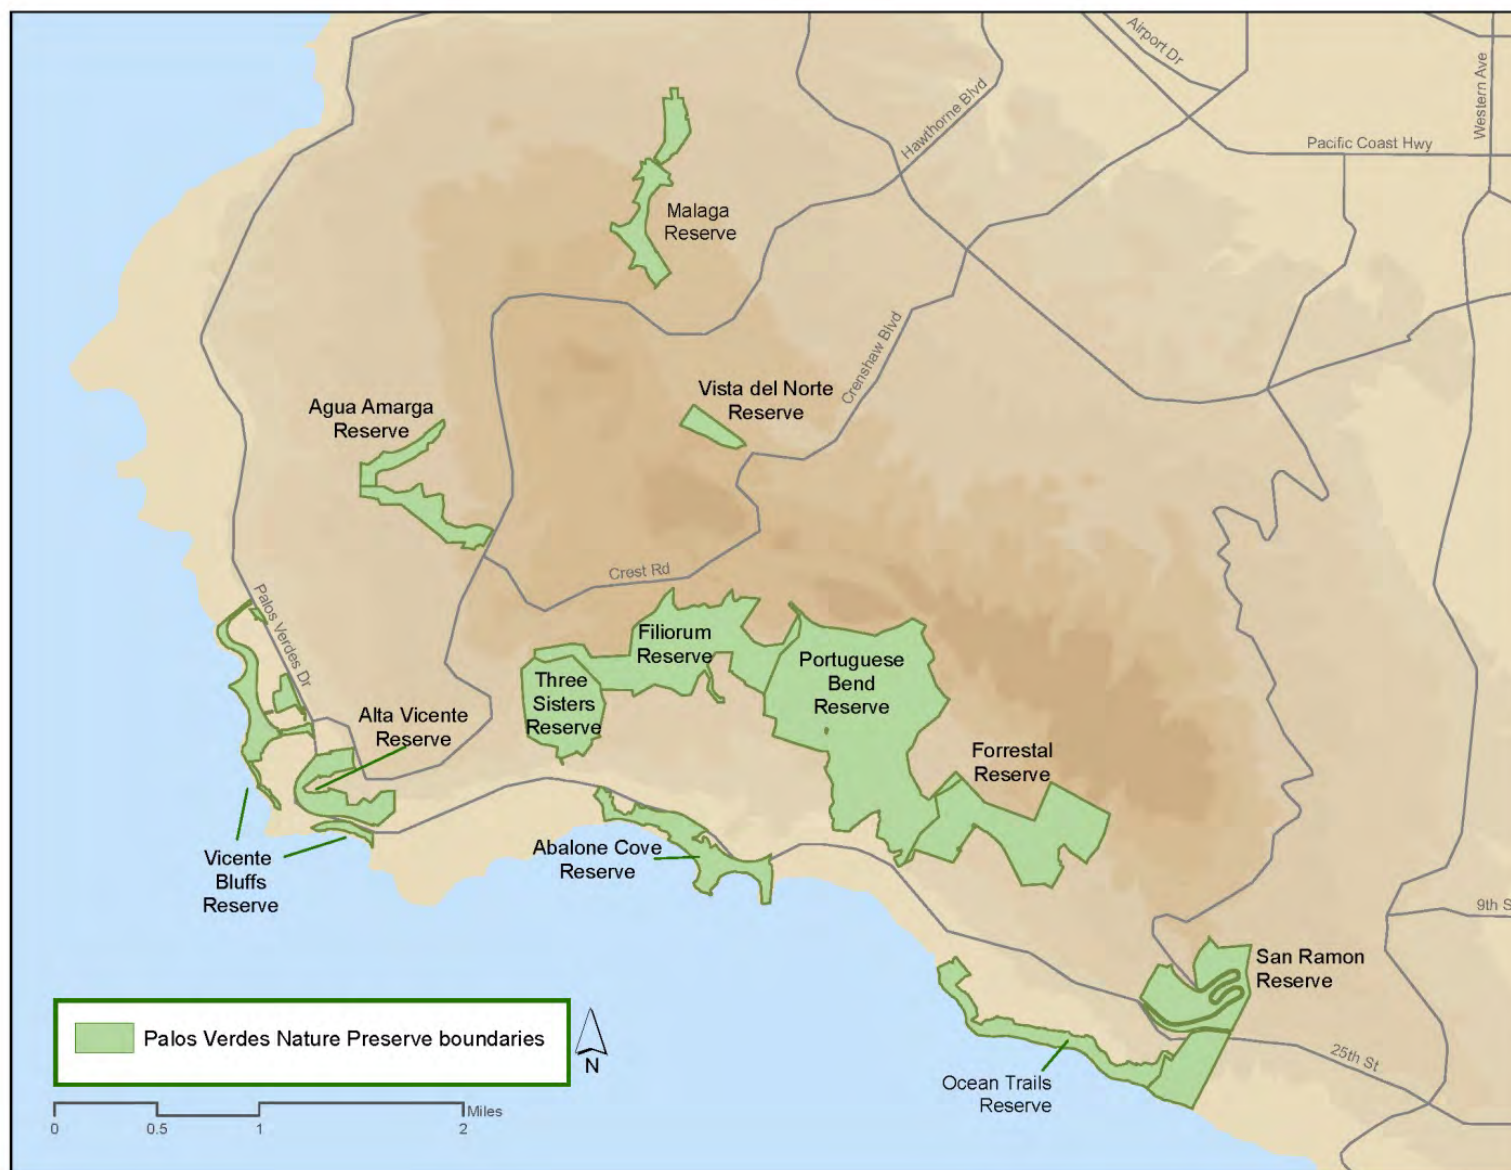 Airport Dr
Western Ave
Hawthorne Blvd
Pacific Coast Hwy
Malaga
Reserve
Crenshaw Blvd
Vista del Norte
Reserve
Agua Amarga
Reserve
Crest Rd
Palos Verdes Dr
Filiorum
Reserve
Portuguese
Bend
Reserve
Three
Sisters
Reserve
Alta Vicente
Reserve
Forrestal
Reserve
Vicente
Bluffs
Reserve
Abalone Cove
Reserve
9th S
San Ramon
Reserve
Ocean Trails
Reserve
25th St
Palos Verdes Nature Preserve boundaries
N
Miles
0 0.5 1 2